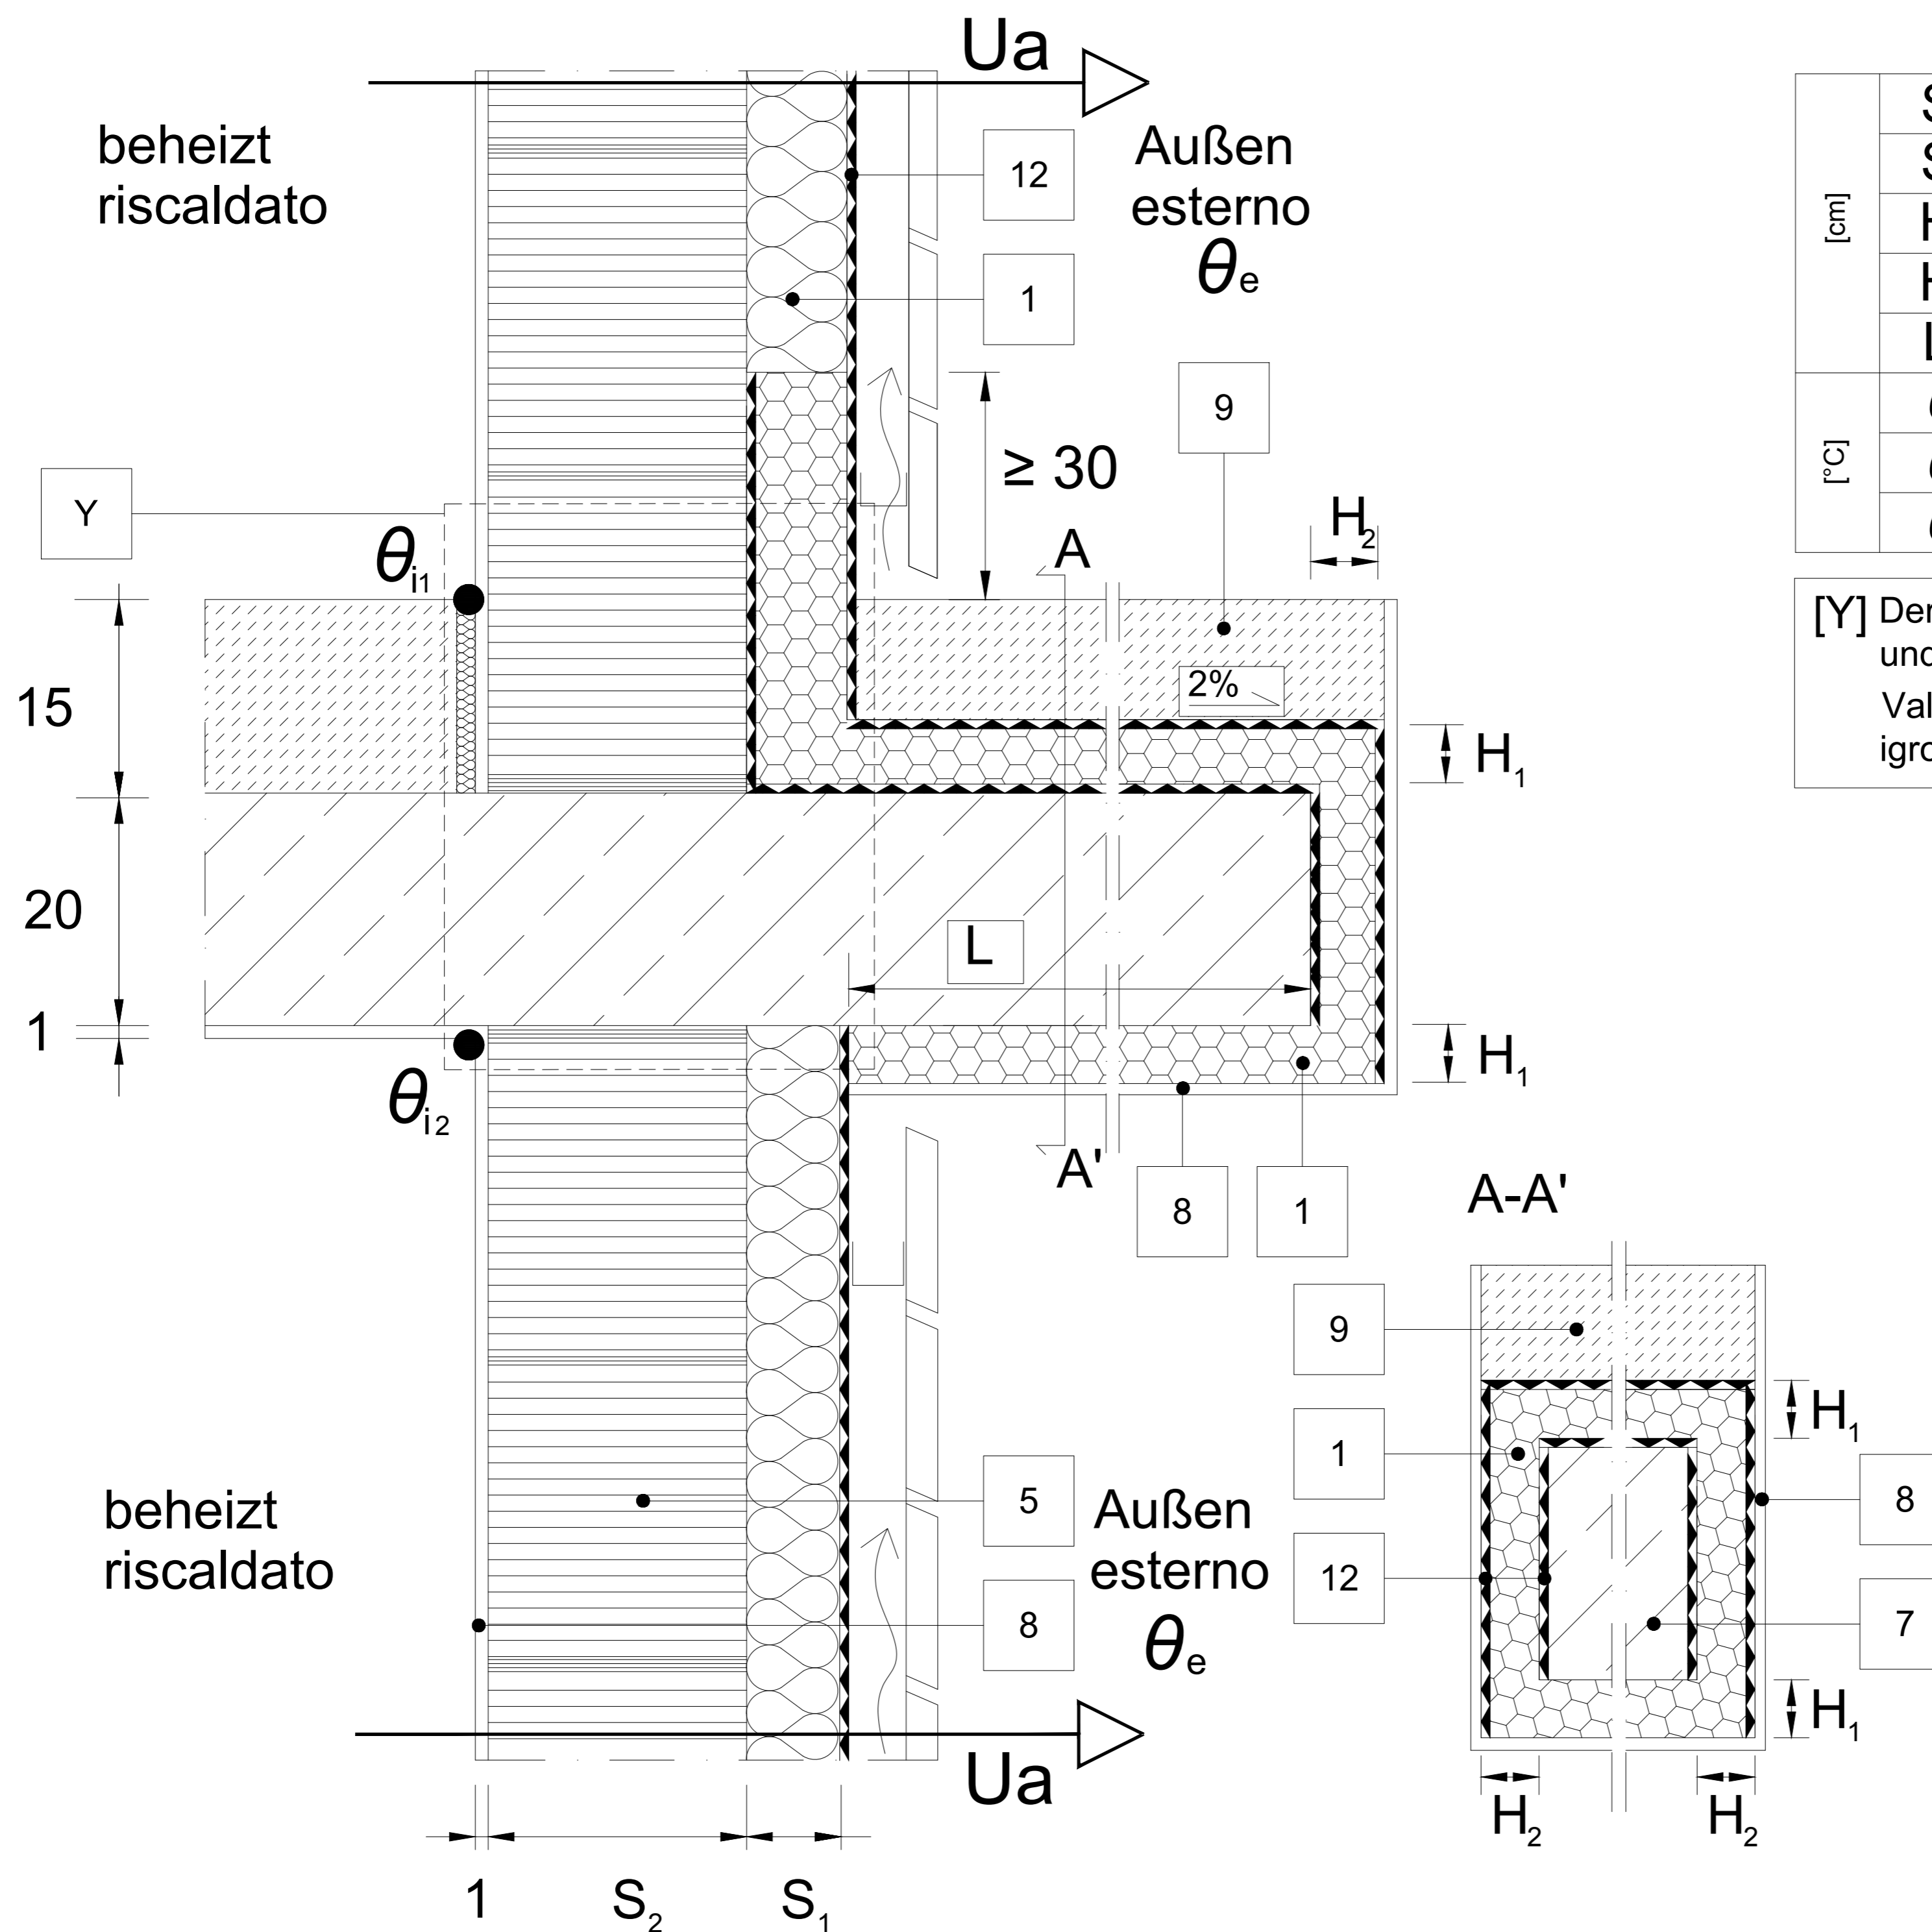 Ua
beheizt
riscaldato
Außen
esterno
θe
12
1
9
≥ 30
Y
θi1
A
H2
15
2%
H1
20
L
1
H1
θi2
A'
8
1
A-A'
9
1
12
H1
8
7
H1
H2
H2
beheizt
riscaldato
5
8
Außen
esterno
θe
Ua
1
S2
S1
[cm]
[°C]
[Y]